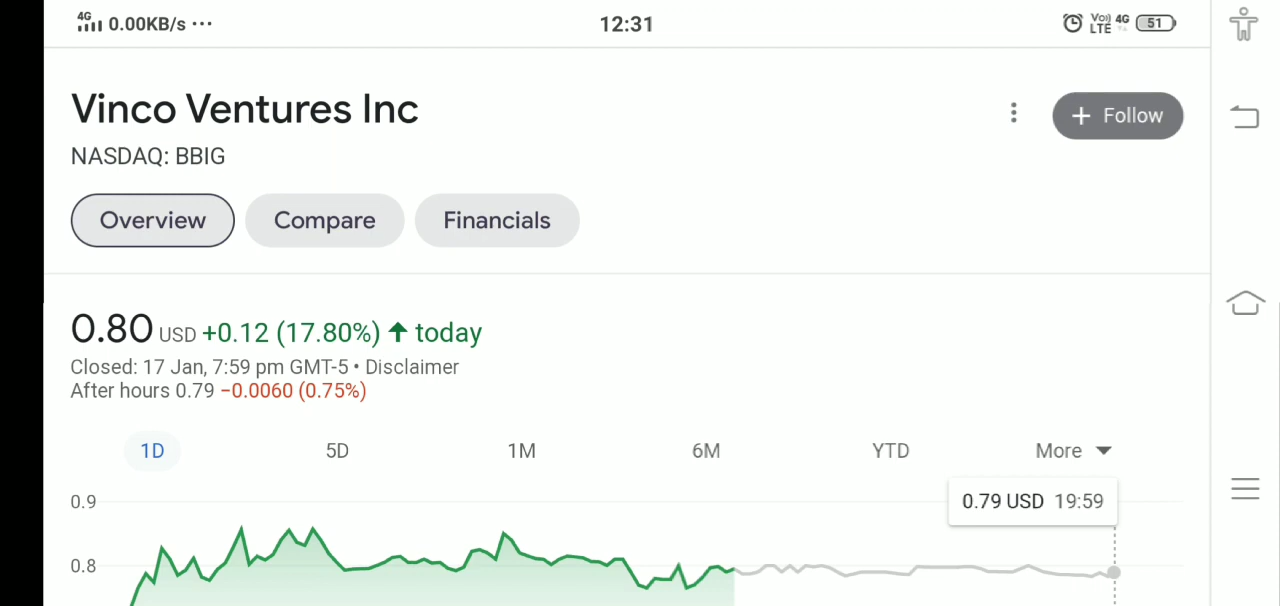 4G 0.00KB/s ··· 12:31 Vo)) LTE 4G 51
Vinco Ventures Inc
+ Follow
NASDAQ: BBIG
Overview Compare Financials
0.80 USD +0.12 (17.80%) ↑ today
Closed: 17 Jan, 7:59 pm GMT-5 • Disclaimer
After hours 0.79 −0.0060 (0.75%)
1D 5D 1M 6M YTD More
0.9
0.79 USD 19:59
0.8